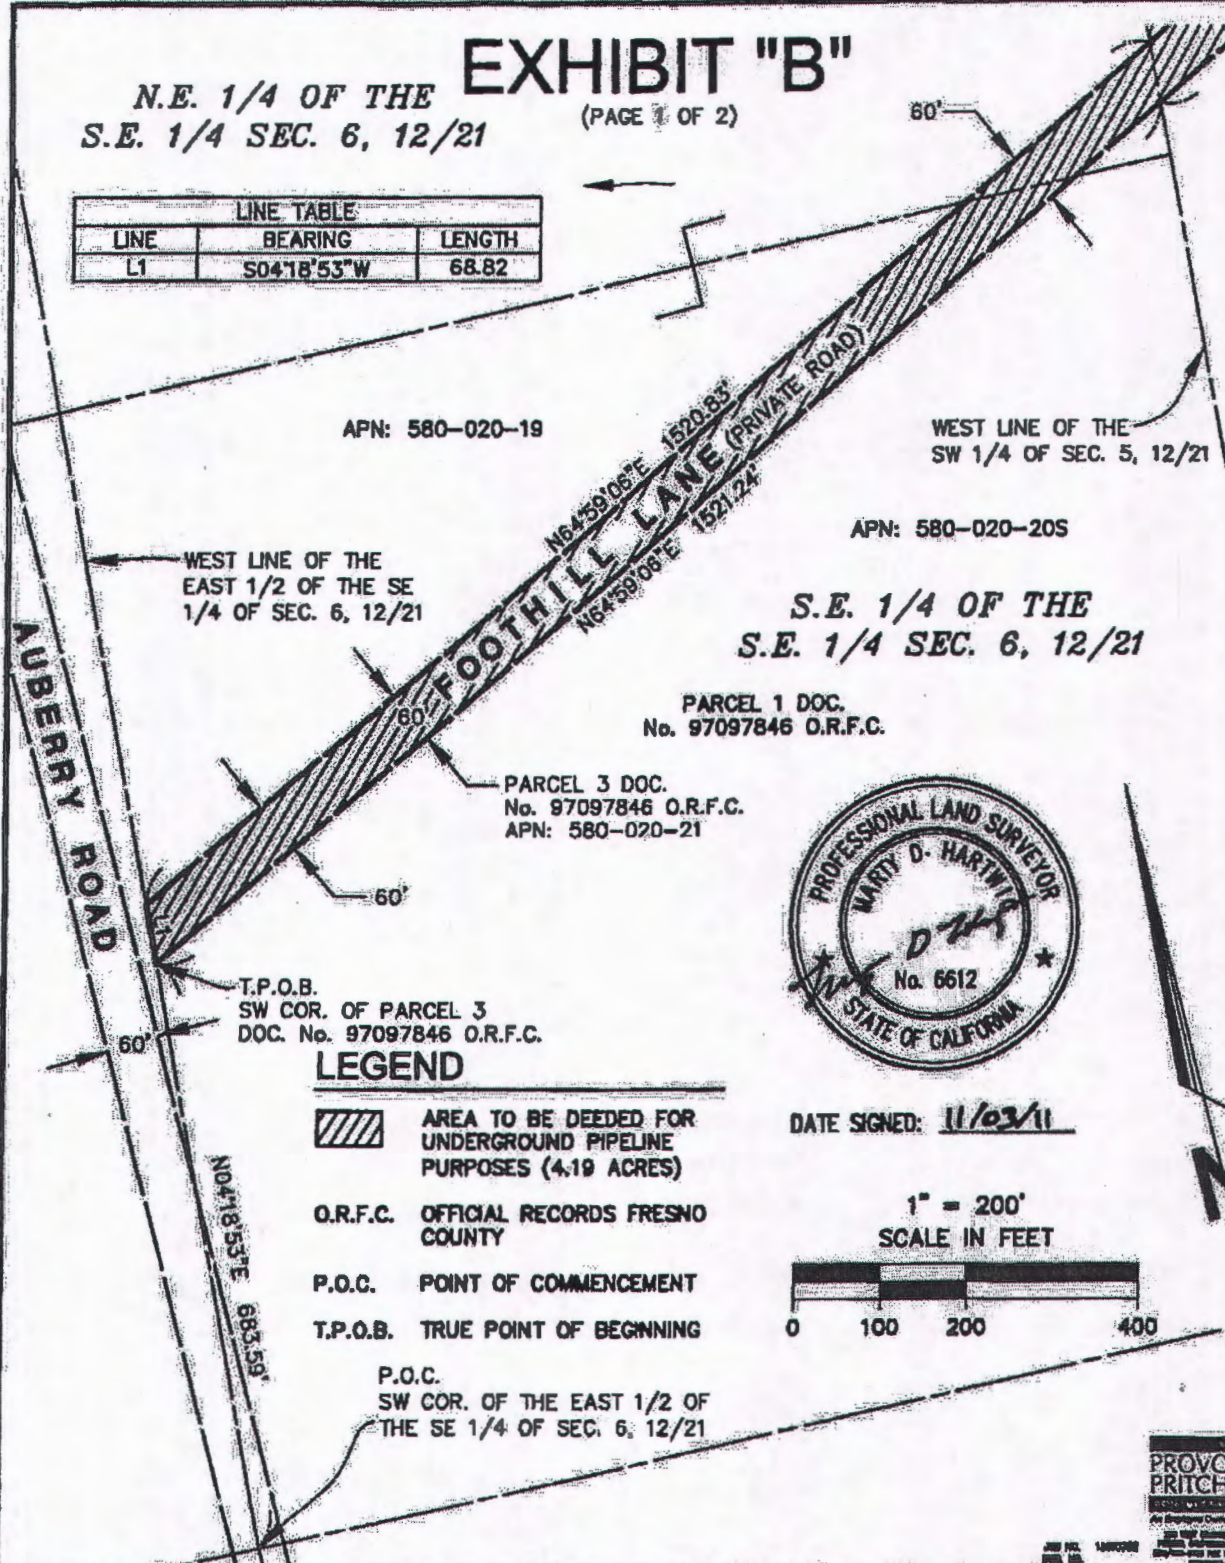 EXHIBIT "B"
(PAGE 1 OF 2)
N.E. 1/4 OF THE
S.E. 1/4 SEC. 6, 12/21
60'
LINE TABLE
LINE BEARING LENGTH
L1 S04°18'53"W 68.82
APN: 580-020-19
N64°59'06"E 1520.83'
FOOTHILL LANE (PRIVATE ROAD)
N64°59'06"E 1521.24'
WEST LINE OF THE
SW 1/4 OF SEC. 5, 12/21
APN: 580-020-20S
WEST LINE OF THE
EAST 1/2 OF THE SE
1/4 OF SEC. 6, 12/21
S.E. 1/4 OF THE
S.E. 1/4 SEC. 6, 12/21
AUBERRY ROAD
60'
PARCEL 1 DOC.
No. 97097846 O.R.F.C.
PARCEL 3 DOC.
No. 97097846 O.R.F.C.
APN: 580-020-21
60'
PROFESSIONAL LAND SURVEYOR
MARTY D. HARTWIG
No. 6612
STATE OF CALIFORNIA
T.P.O.B.
SW COR. OF PARCEL 3
DOC. No. 97097846 O.R.F.C.
60'
LEGEND
AREA TO BE DEEDED FOR
UNDERGROUND PIPELINE
PURPOSES (4.19 ACRES)
O.R.F.C. OFFICIAL RECORDS FRESNO
COUNTY
P.O.C. POINT OF COMMENCEMENT
T.P.O.B. TRUE POINT OF BEGINNING
DATE SIGNED: 11/03/11
N
1" = 200'
SCALE IN FEET
0 100 200 400
N04°18'53"E 683.59'
P.O.C.
SW COR. OF THE EAST 1/2 OF
THE SE 1/4 OF SEC. 6, 12/21
PROVO
PRITCH